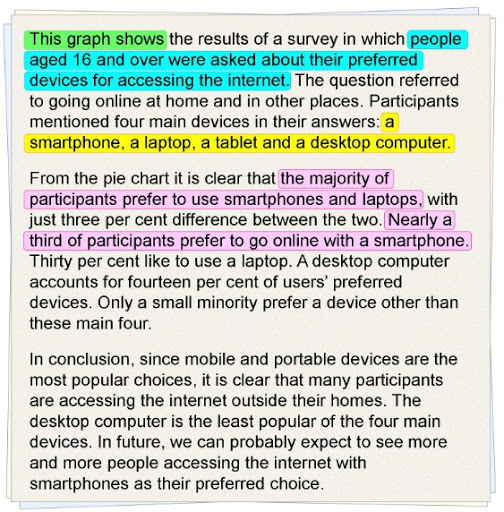 This graph shows the results of a survey in which people
aged 16 and over were asked about their preferred
devices for accessing the internet. The question referred
to going online at home and in other places. Participants
mentioned four main devices in their answers: a
smartphone, a laptop, a tablet and a desktop computer.
From the pie chart it is clear that the majority of
participants prefer to use smartphones and laptops, with
just three per cent difference between the two. Nearly a
third of participants prefer to go online with a smartphone.
Thirty per cent like to use a laptop. A desktop computer
accounts for fourteen per cent of users’ preferred
devices. Only a small minority prefer a device other than
these main four.
In conclusion, since mobile and portable devices are the
most popular choices, it is clear that many participants
are accessing the internet outside their homes. The
desktop computer is the least popular of the four main
devices. In future, we can probably expect to see more
and more people accessing the internet with
smartphones as their preferred choice.